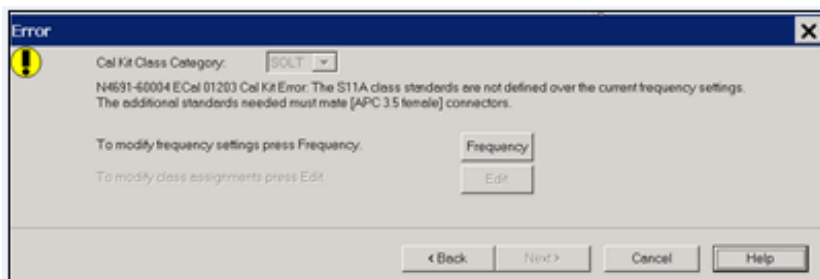 Error
Cal Kit Class Category: SOLT
N4691-60004 ECal 01203 Cal Kit Error: The S11A class standards are not defined over the current frequency settings.
The additional standards needed must mate [APC 3.5 female] connectors.
To modify frequency settings press Frequency. Frequency
To modify class assignments press Edit. Edit
< Back Next > Cancel Help